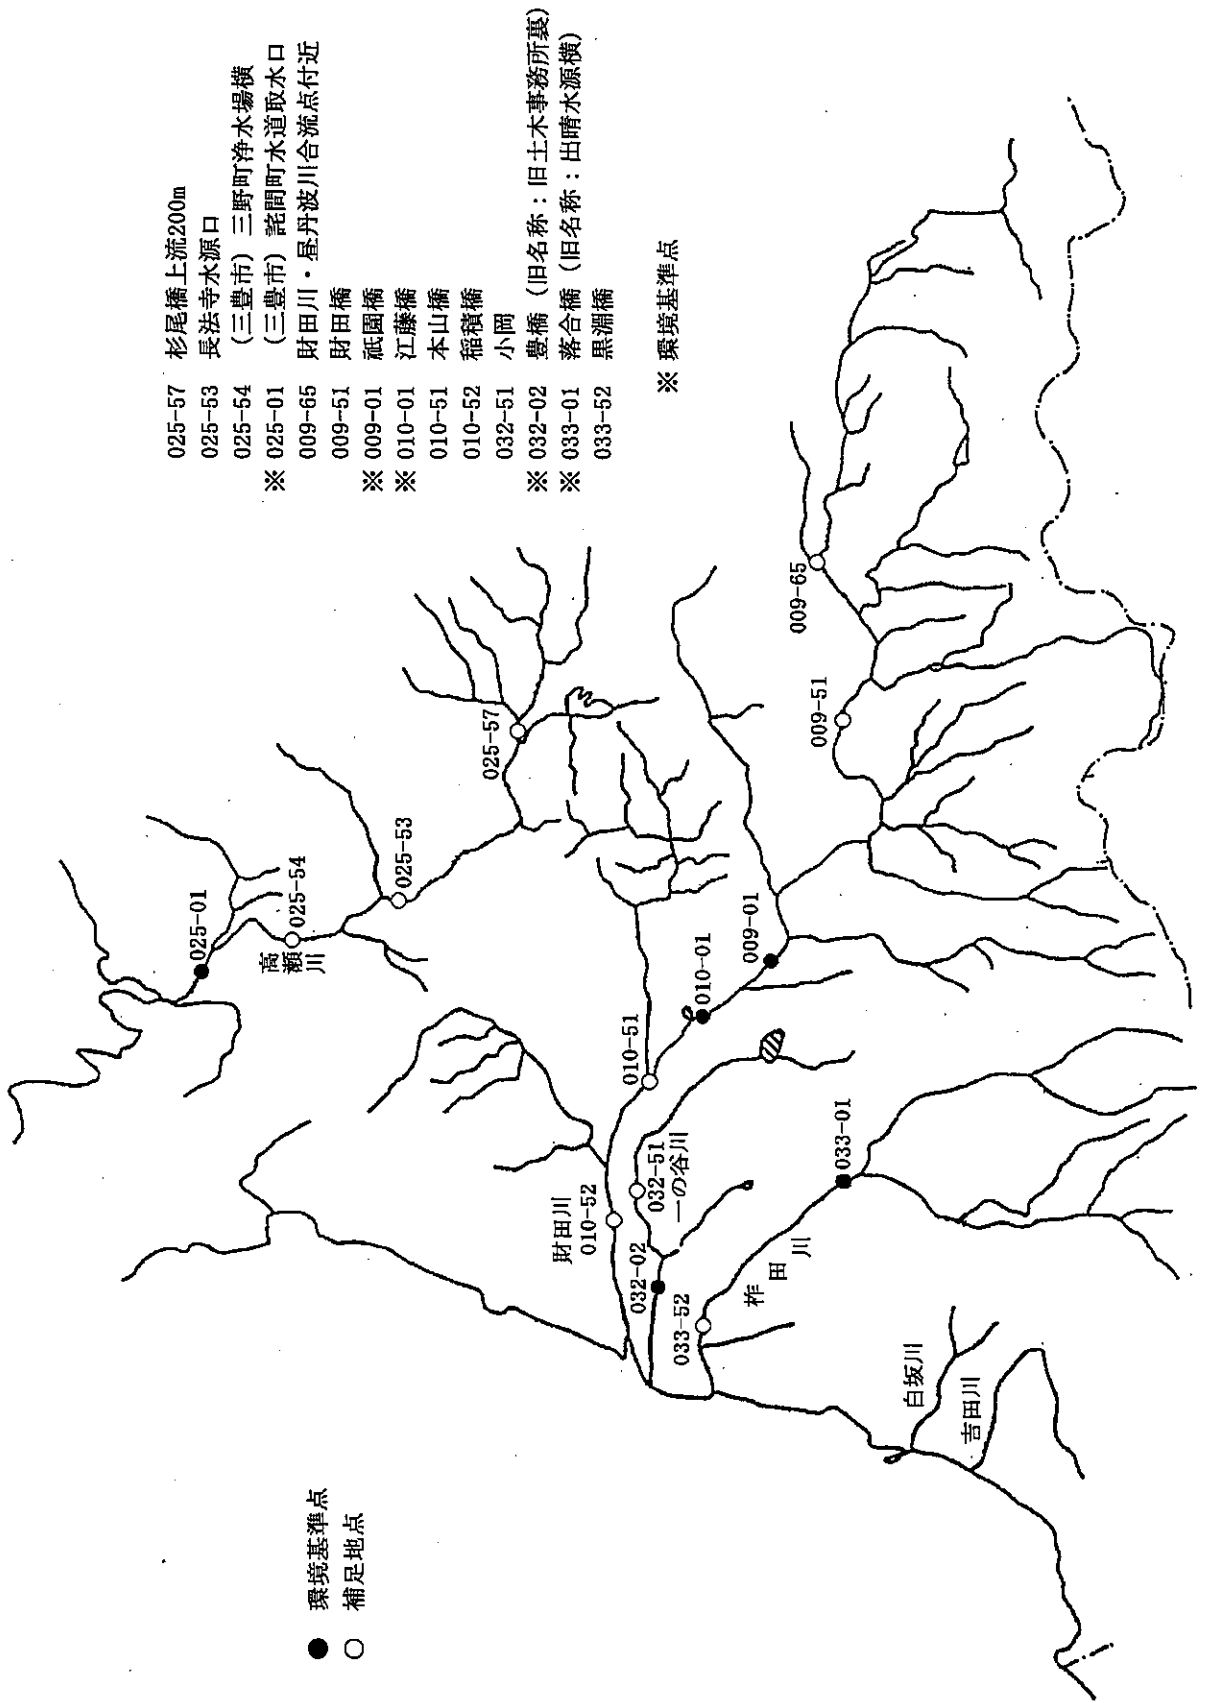 025-57 杉尾橋上流200m
025-53 長法寺水源口
025-54 (三豊市) 三野町浄水場横
※ 025-01 (三豊市) 詫間町水道取水口
009-65 財田川・昼丹波川合流点付近
009-51 財田橋
※ 009-01 祇園橋
※ 010-01 江藤橋
010-51 本山橋
010-52 稲積橋
032-51 小岡
※ 032-02 豊橋 (旧名称：旧土木事務所裏)
※ 033-01 落合橋 (旧名称：出晴水源横)
033-52 黒淵橋
※ 環境基準点
● 環境基準点
○ 補足地点
025-01
025-54
高瀬川
025-53
025-57
財田川
010-52
010-51
010-01
009-01
009-51
009-65
032-51
一の谷川
032-02
033-52
柞田川
033-01
白坂川
吉田川